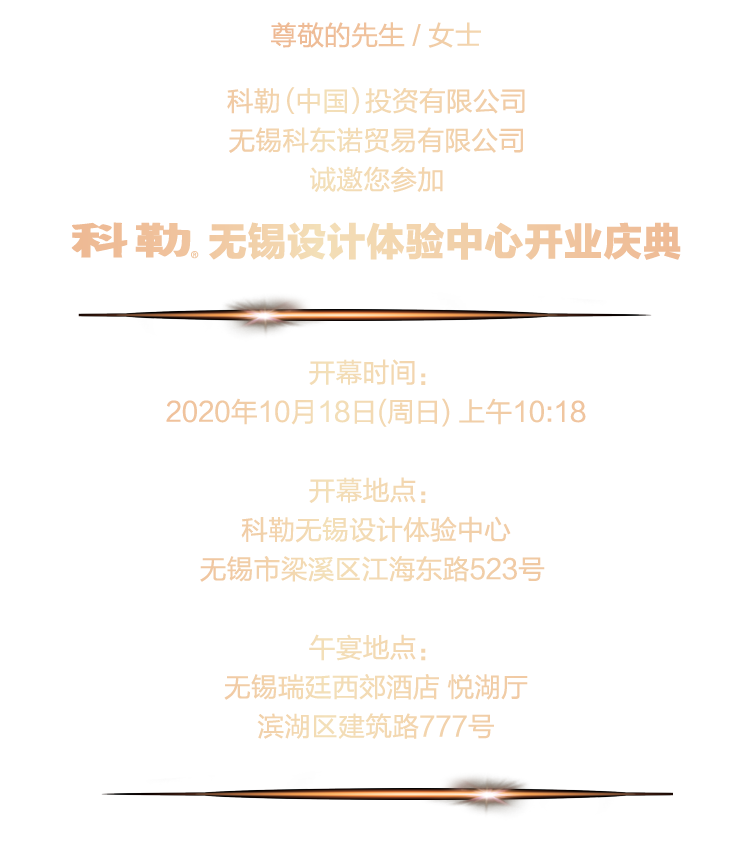 尊敬的先生 / 女士
科勒（中国）投资有限公司
无锡科东诺贸易有限公司
诚邀您参加
科勒® 无锡设计体验中心开业庆典
开幕时间：
2020年10月18日(周日) 上午10:18
开幕地点：
科勒无锡设计体验中心
无锡市梁溪区江海东路523号
午宴地点：
无锡瑞廷西郊酒店 悦湖厅
滨湖区建筑路777号